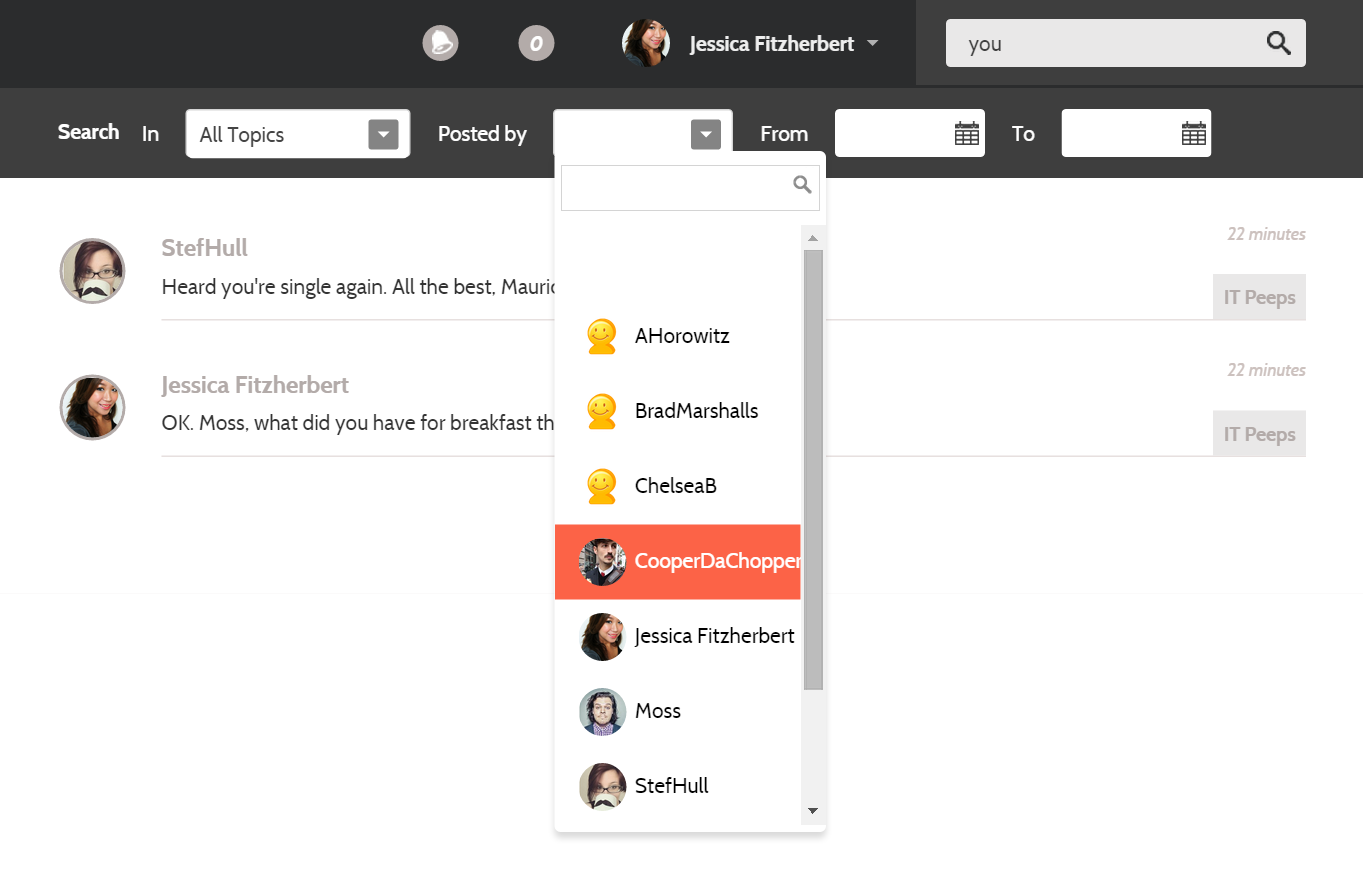 0
Jessica Fitzherbert
you
Search In All Topics Posted by From To
StefHull
22 minutes
Heard you're single again. All the best,
IT Peeps
Jessica Fitzherbert
22 minutes
OK. Moss, what did you have for breakfast
IT Peeps
AHorowitz
BradMarshalls
ChelseaB
CooperDaChopper
Jessica Fitzherbert
Moss
StefHull